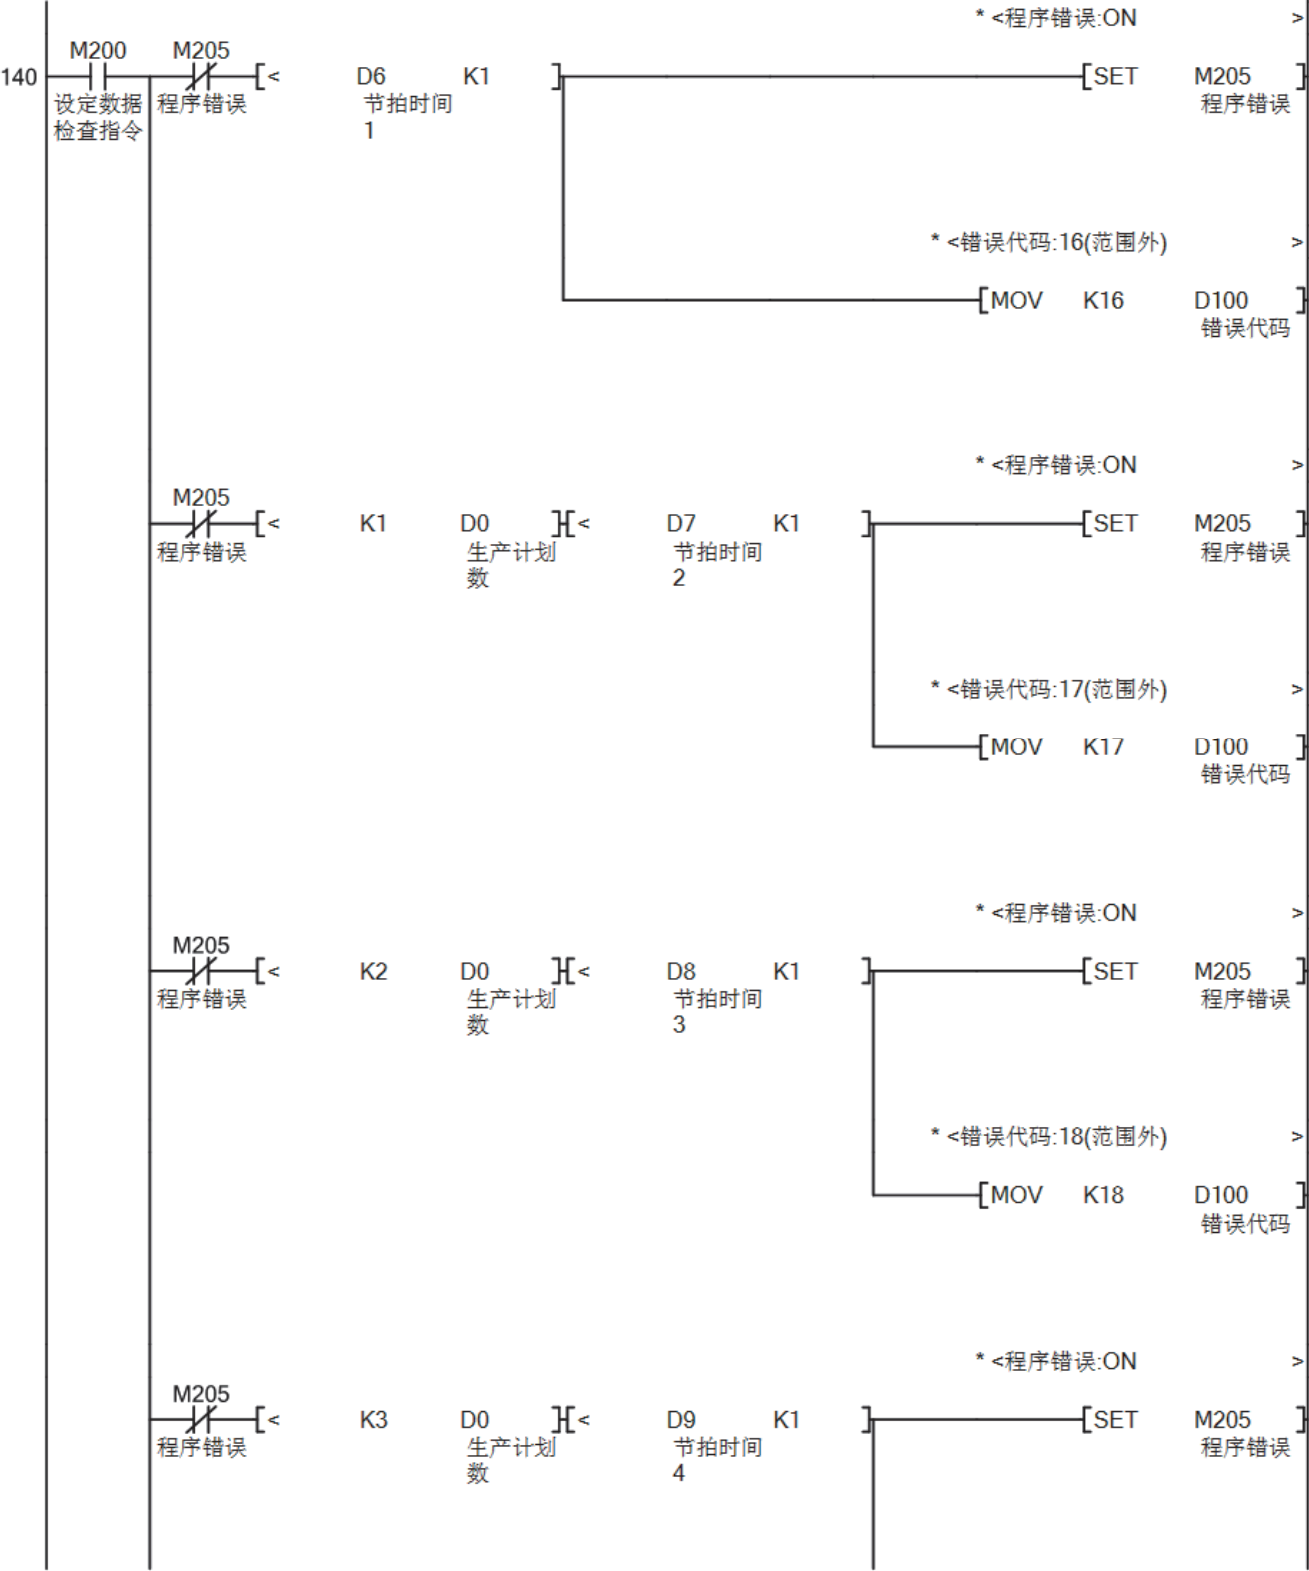 * <程序错误:ON >
M200 M205
140 [< D6 K1 ] [SET M205 ]
设定数据 程序错误 节拍时间 程序错误
检查指令 1
* <错误代码:16(范围外) >
[MOV K16 D100 ]
错误代码
* <程序错误:ON >
M205
[< K1 D0 ][< D7 K1 ] [SET M205 ]
程序错误 生产计划 节拍时间 程序错误
数 2
* <错误代码:17(范围外) >
[MOV K17 D100 ]
错误代码
* <程序错误:ON >
M205
[< K2 D0 ][< D8 K1 ] [SET M205 ]
程序错误 生产计划 节拍时间 程序错误
数 3
* <错误代码:18(范围外) >
[MOV K18 D100 ]
错误代码
* <程序错误:ON >
M205
[< K3 D0 ][< D9 K1 ] [SET M205 ]
程序错误 生产计划 节拍时间 程序错误
数 4